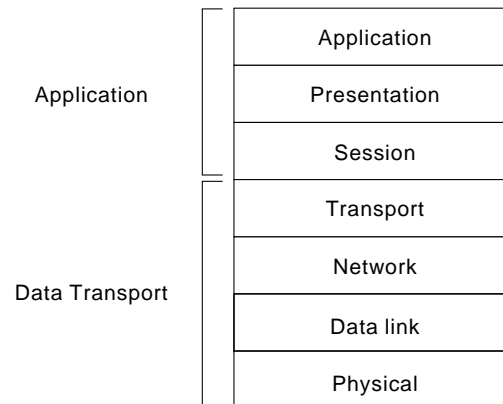 Application
Presentation
Application
Session
Transport
Network
Data Transport
Data link
Physical